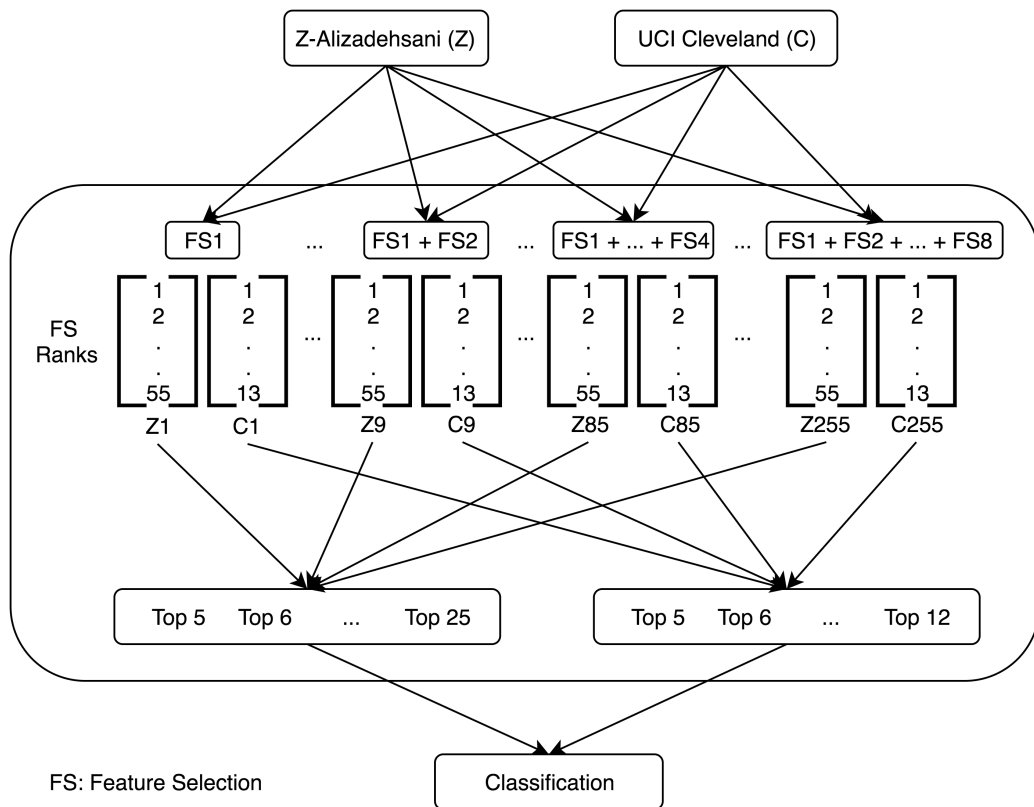 Z-Alizadehsani (Z) UCI Cleveland (C)
FS1 ... FS1 + FS2 ... FS1 + ... + FS4 ... FS1 + FS2 + ... + FS8
1 1 1 1 1 1 1 1
2 2 2 2 2 2 2 2
FS
Ranks
... ... ...
. . . . . . . .
. . . . . . . .
55 13 55 13 55 13 55 13
Z1 C1 Z9 C9 Z85 C85 Z255 C255
Top 5 Top 6 ... Top 25 Top 5 Top 6 ... Top 12
FS: Feature Selection Classification